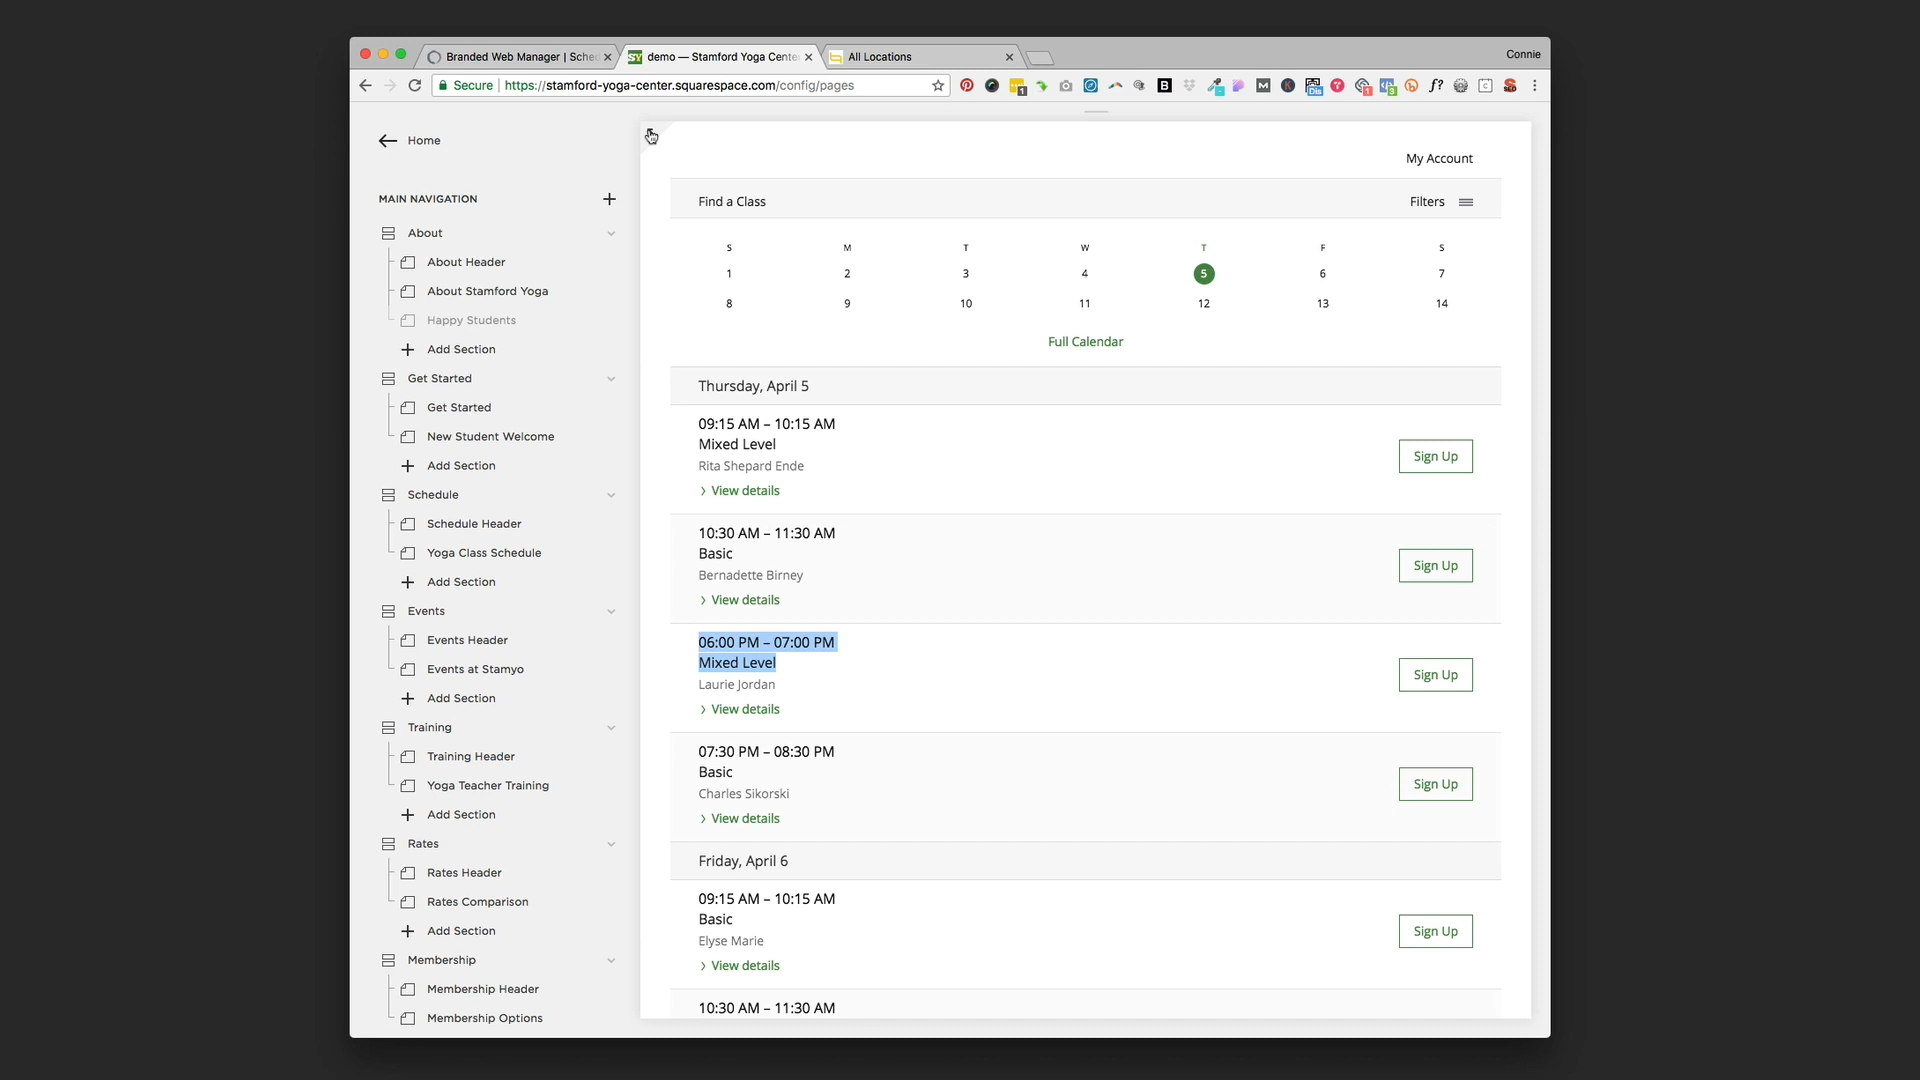 Branded Web Manager | Sched
demo — Stamford Yoga Cente
All Locations
Connie
Secure
https://stamford-yoga-center.squarespace.com/config/pages
Home
My Account
MAIN NAVIGATION
Find a Class
Filters
About
About Header
About Stamford Yoga
Happy Students
Add Section
Get Started
Get Started
New Student Welcome
Add Section
Schedule
Schedule Header
Yoga Class Schedule
Add Section
Events
Events Header
Events at Stamyo
Add Section
Training
Training Header
Yoga Teacher Training
Add Section
Rates
Rates Header
Rates Comparison
Add Section
Membership
Membership Header
Membership Options
S M T W T F S
1 2 3 4 5 6 7
8 9 10 11 12 13 14
Full Calendar
Thursday, April 5
09:15 AM – 10:15 AM
Mixed Level
Rita Shepard Ende
View details
Sign Up
10:30 AM – 11:30 AM
Basic
Bernadette Birney
View details
Sign Up
06:00 PM – 07:00 PM
Mixed Level
Laurie Jordan
View details
Sign Up
07:30 PM – 08:30 PM
Basic
Charles Sikorski
View details
Sign Up
Friday, April 6
09:15 AM – 10:15 AM
Basic
Elyse Marie
View details
Sign Up
10:30 AM – 11:30 AM